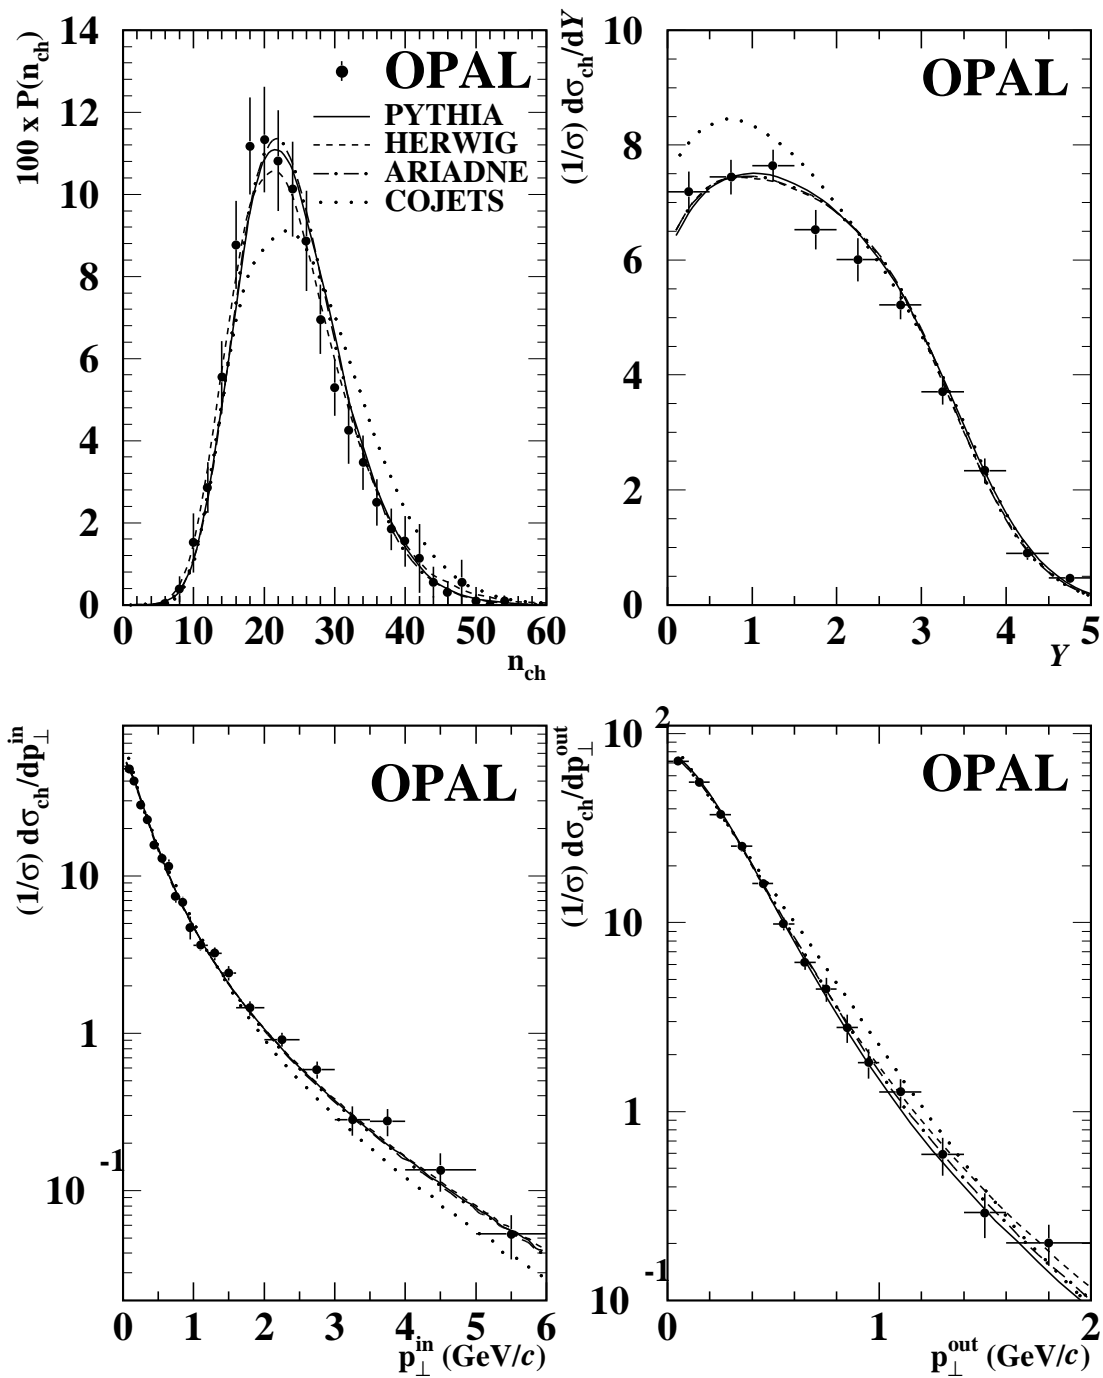 100 x P(n_ch)
14
12
10
8
6
4
2
0
OPAL
PYTHIA
HERWIG
ARIADNE
COJETS
0 10 20 30 40 50 60
n_ch
(1/σ) dσ_ch/dY
10
8
6
4
2
0
OPAL
0 1 2 3 4 5
Y
(1/σ) dσ_ch/dp_⊥^in
OPAL
10
1
10^-1
0 1 2 3 4 5 6
p_⊥^in (GeV/c)
(1/σ) dσ_ch/dp_⊥^out
OPAL
10^2
10
1
10^-1
0 1 2
p_⊥^out (GeV/c)